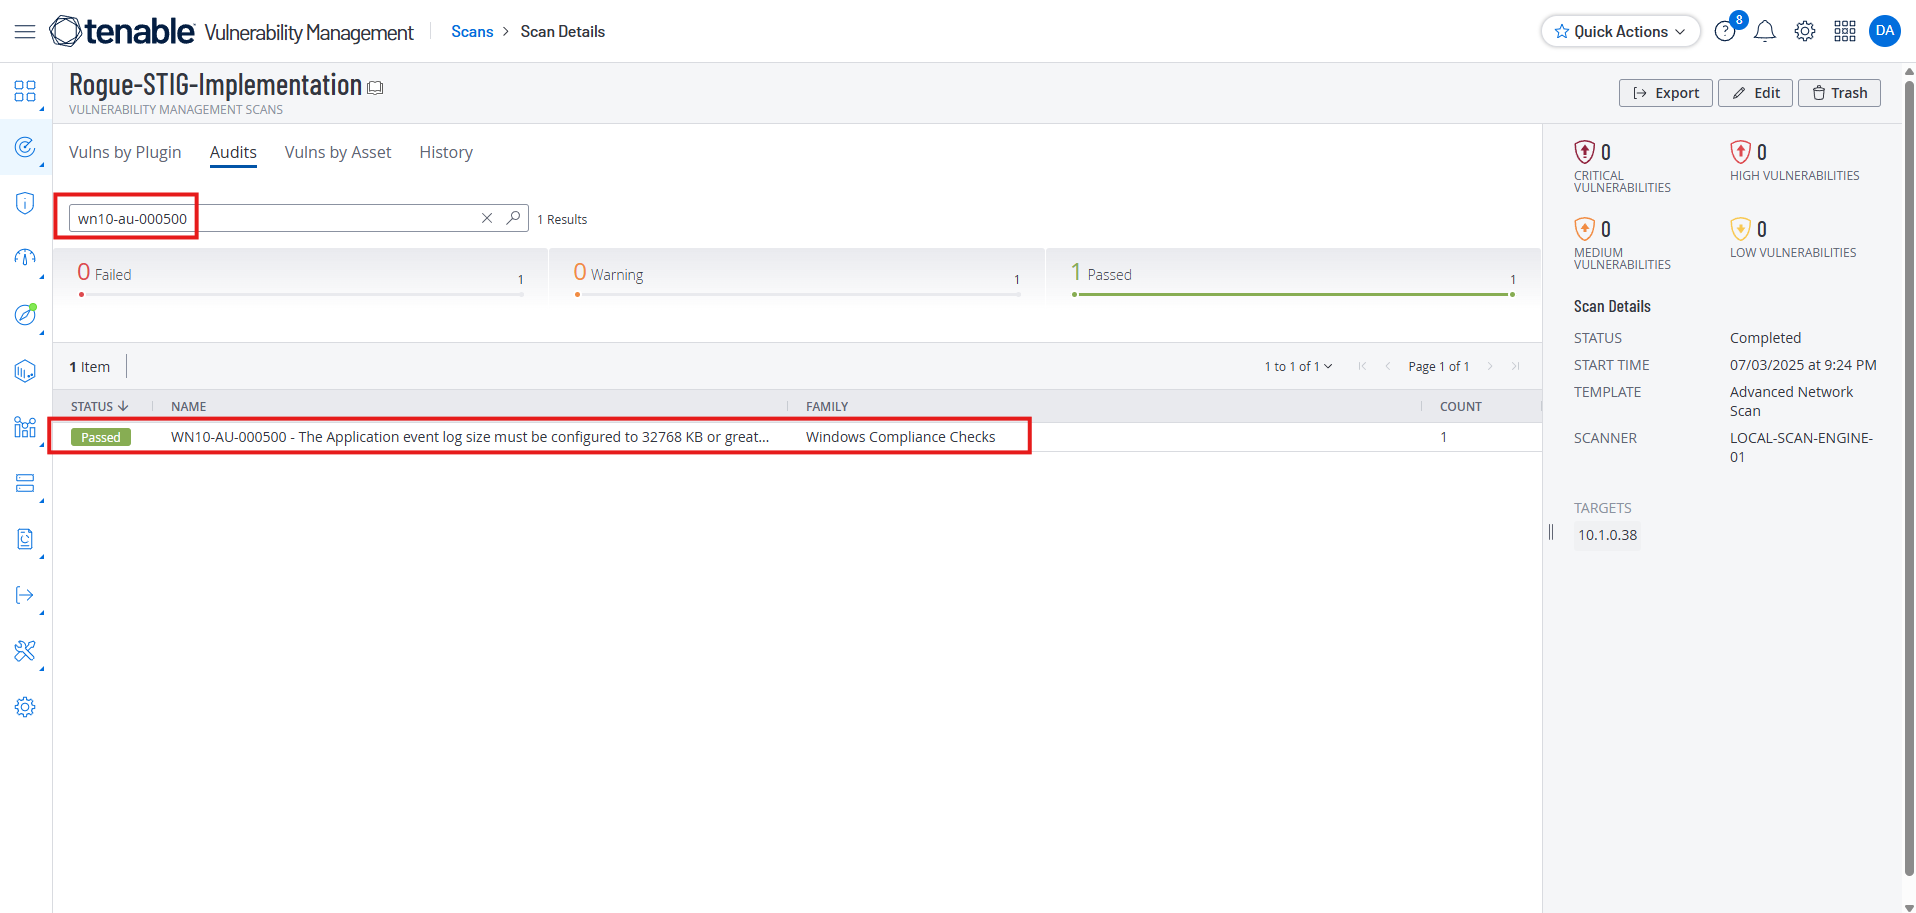 tenable Vulnerability Management Scans > Scan Details Quick Actions 8 DA
Rogue-STIG-Implementation
VULNERABILITY MANAGEMENT SCANS
Export Edit Trash
Vulns by Plugin Audits Vulns by Asset History
wn10-au-000500 1 Results
0 Failed 1
0 Warning 1
1 Passed 1
1 Item 1 to 1 of 1 Page 1 of 1
STATUS NAME FAMILY COUNT
Passed WN10-AU-000500 - The Application event log size must be configured to 32768 KB or great... Windows Compliance Checks 1
0
CRITICAL
VULNERABILITIES
0
HIGH VULNERABILITIES
0
MEDIUM
VULNERABILITIES
0
LOW VULNERABILITIES
Scan Details
STATUS Completed
START TIME 07/03/2025 at 9:24 PM
TEMPLATE Advanced Network
Scan
SCANNER LOCAL-SCAN-ENGINE-
01
TARGETS
10.1.0.38